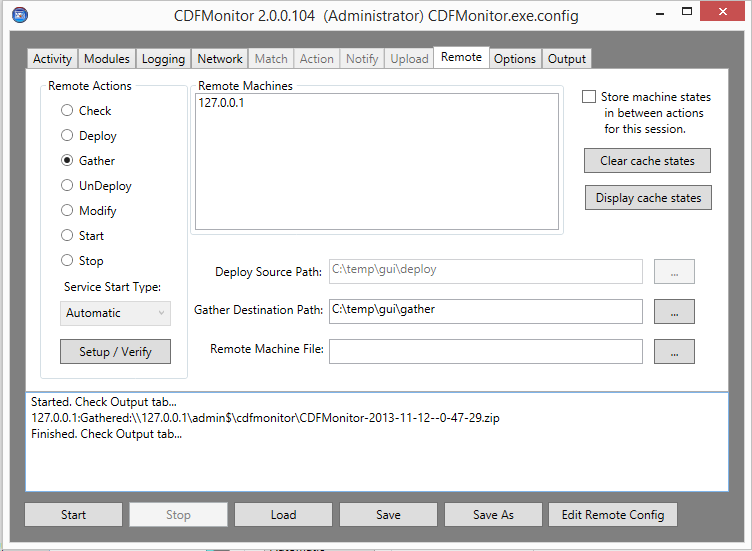 CDFMonitor 2.0.0.104 (Administrator) CDFMonitor.exe.config
Activity Modules Logging Network Match Action Notify Upload Remote Options Output
Remote Actions
Check
Deploy
Gather
UnDeploy
Modify
Start
Stop
Service Start Type:
Automatic
Setup / Verify
Remote Machines
127.0.0.1
Store machine states
in between actions
for this session.
Clear cache states
Display cache states
Deploy Source Path: C:\temp\gui\deploy ...
Gather Destination Path: C:\temp\gui\gather ...
Remote Machine File: ...
Started. Check Output tab...
127.0.0.1:Gathered:\\127.0.0.1\admin$\cdfmonitor\CDFMonitor-2013-11-12--0-47-29.zip
Finished. Check Output tab...
Start Stop Load Save Save As Edit Remote Config